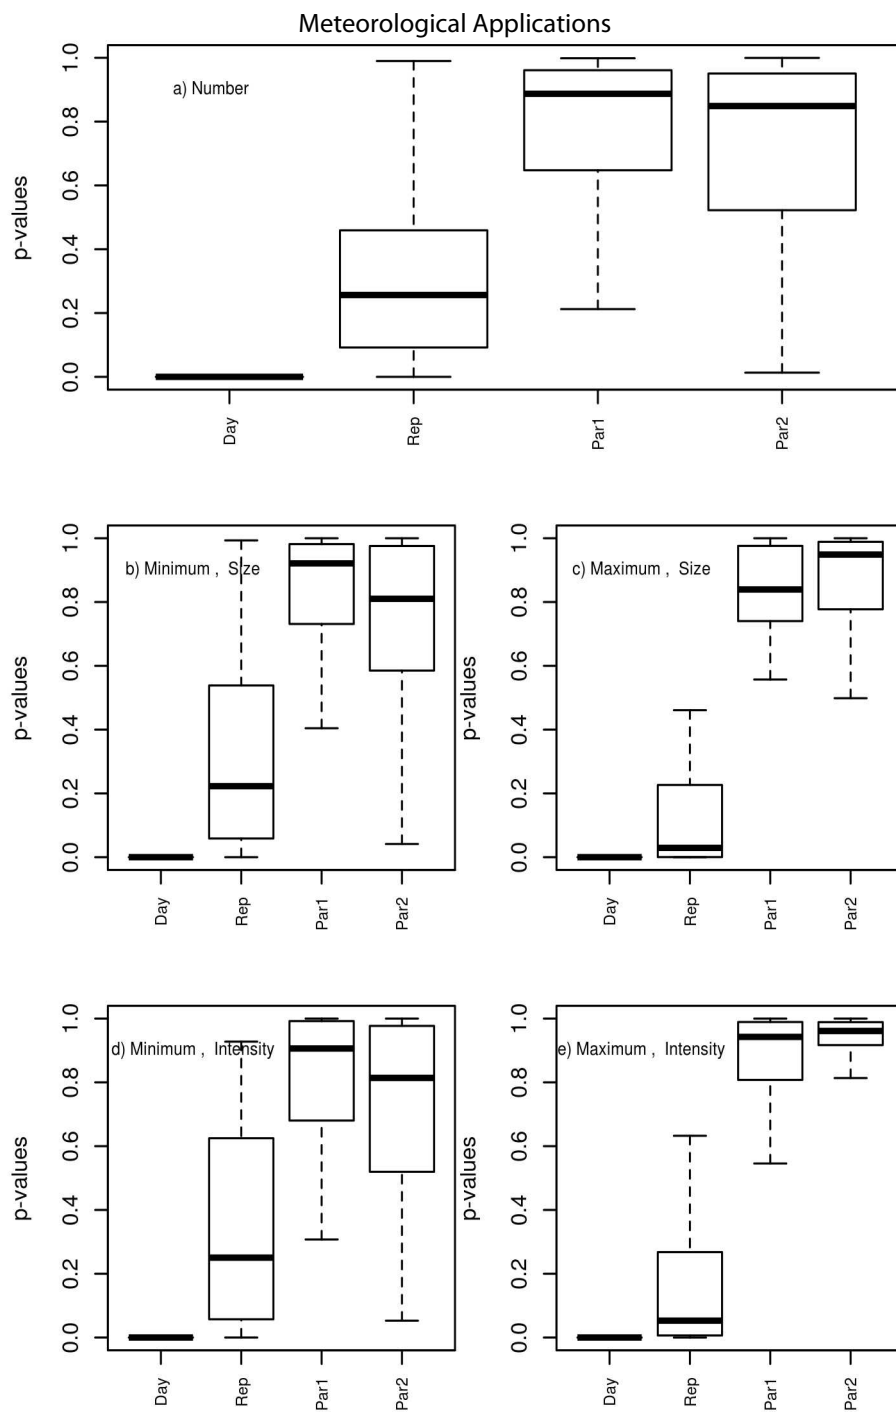 Meteorological Applications
a) Number
p-values
1.0
0.8
0.6
0.4
0.2
0.0
Day Rep Par1 Par2
b) Minimum , Size
p-values
1.0
0.8
0.6
0.4
0.2
0.0
Day Rep Par1 Par2
c) Maximum , Size
p-values
1.0
0.8
0.6
0.4
0.2
0.0
Day Rep Par1 Par2
d) Minimum , Intensity
p-values
1.0
0.8
0.6
0.4
0.2
0.0
Day Rep Par1 Par2
e) Maximum , Intensity
p-values
1.0
0.8
0.6
0.4
0.2
0.0
Day Rep Par1 Par2